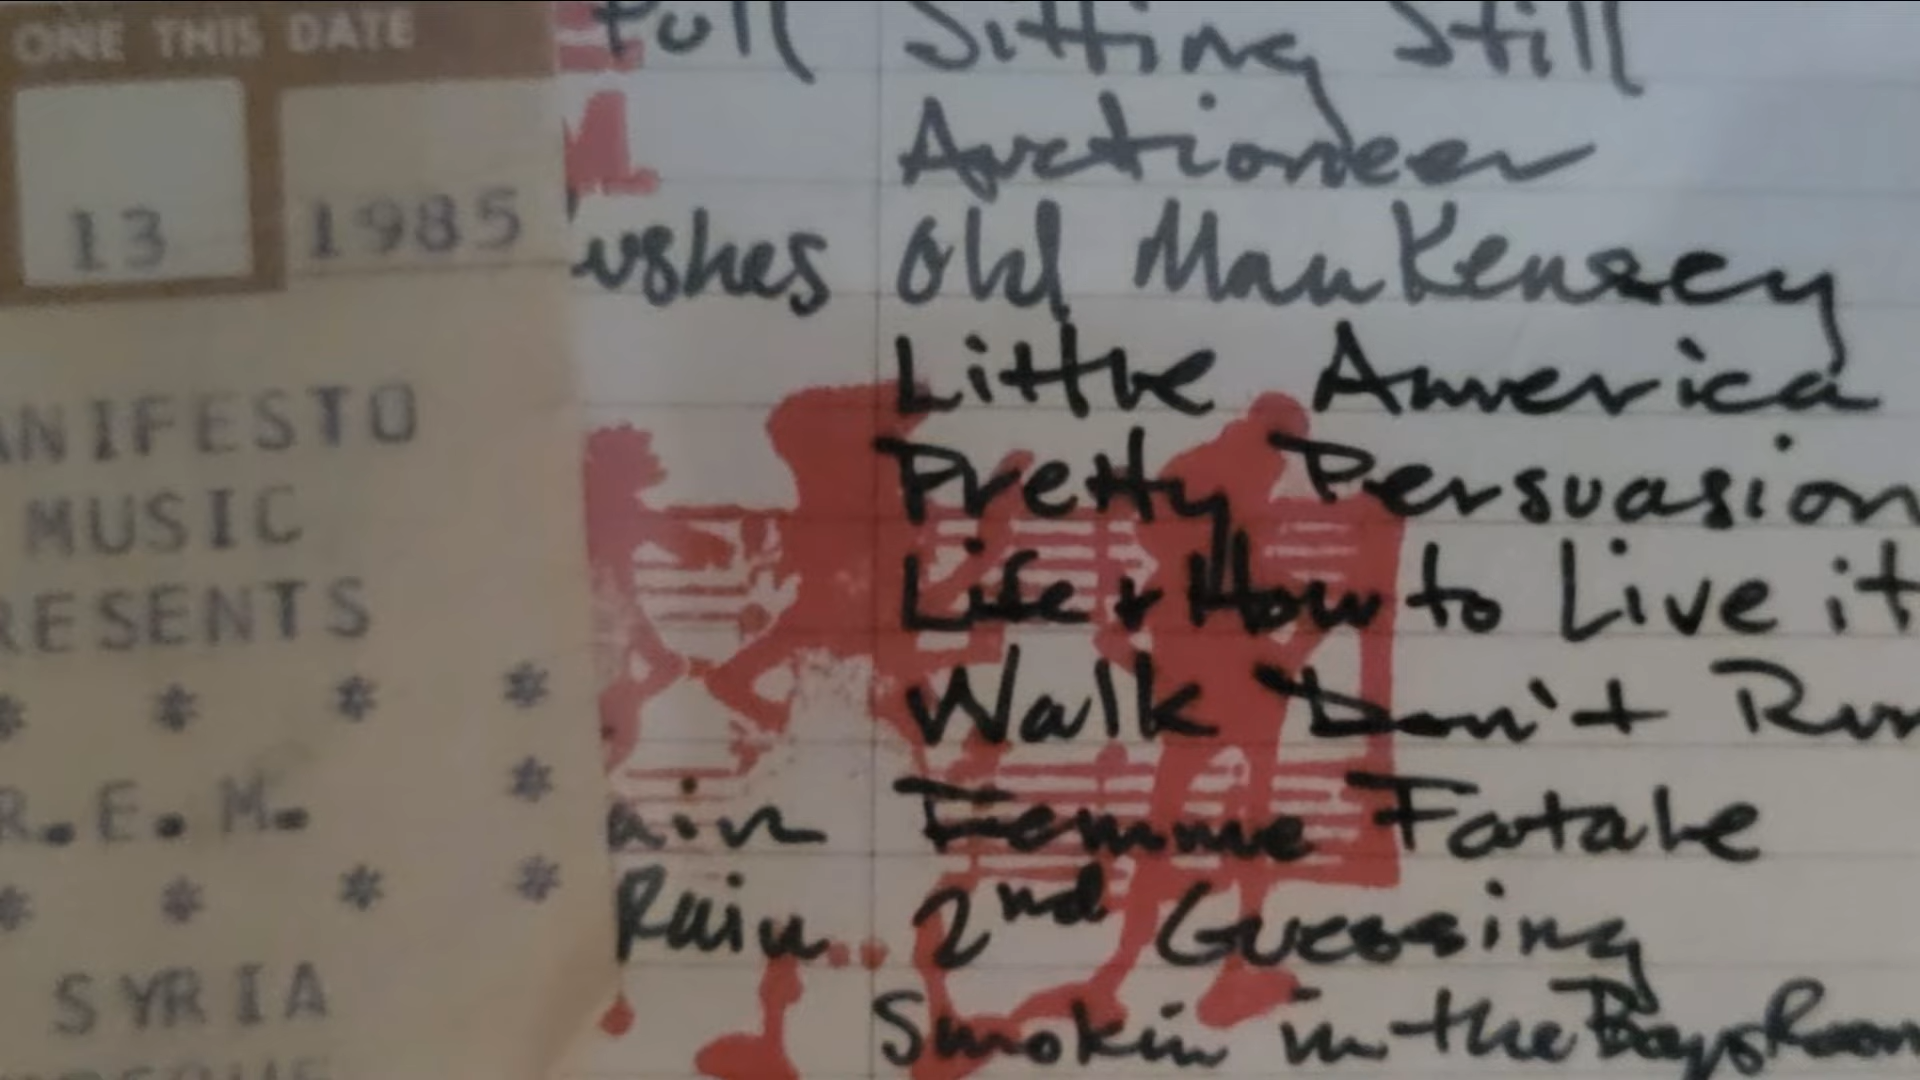 ONE THIS DATE
13 1985
ANIFESTO
MUSIC
RESENTS
* * * *
R.E.M. *
* * * *
SYRIA
Pull Sitting Still
Auctioneer
ushes Old Man Kensey
Little America
Pretty Persuasion
Life & How to Live it
Walk Don't Run
ain Femme Fatale
Rain 2nd Guessing
Smokin in the Boys Room